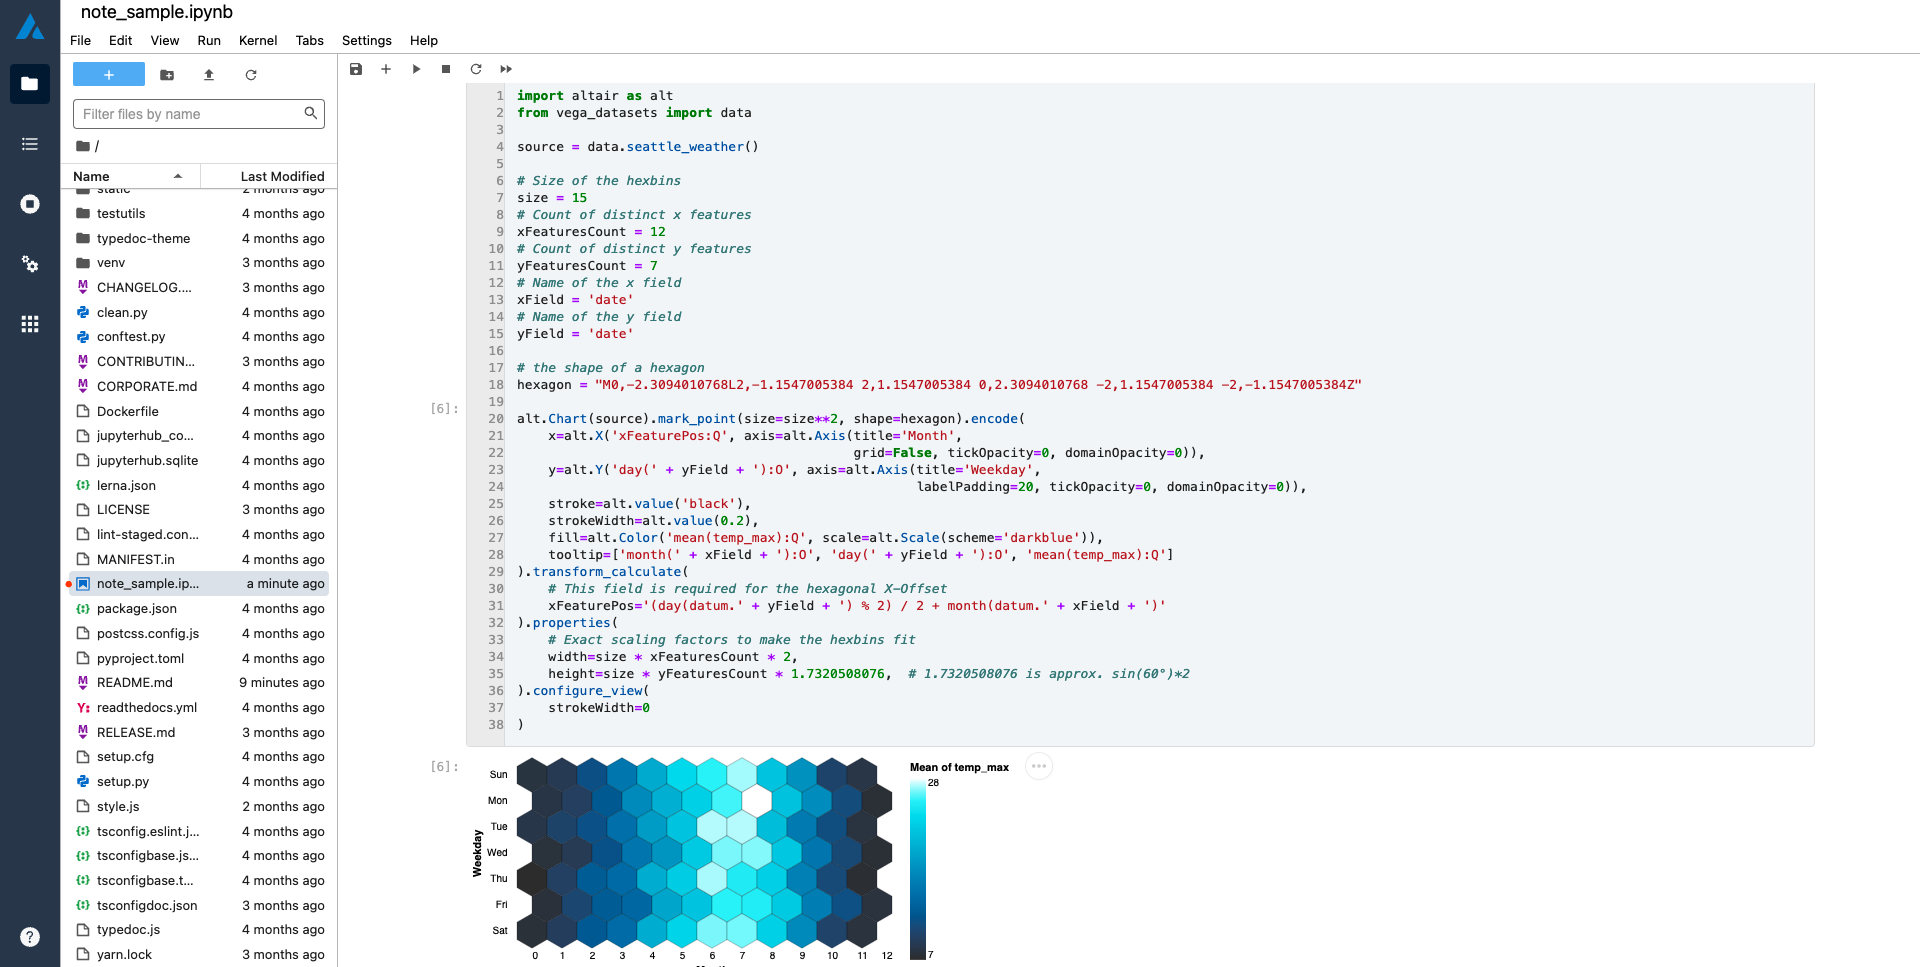 note_sample.ipynb
File Edit View Run Kernel Tabs Settings Help
Filter files by name
/
Name Last Modified
static 2 months ago
testutils 4 months ago
typedoc-theme 4 months ago
venv 3 months ago
CHANGELOG.... 3 months ago
clean.py 4 months ago
conftest.py 4 months ago
CONTRIBUTIN... 3 months ago
CORPORATE.md 4 months ago
Dockerfile 4 months ago
jupyterhub_co... 4 months ago
jupyterhub.sqlite 4 months ago
lerna.json 4 months ago
LICENSE 3 months ago
lint-staged.con... 4 months ago
MANIFEST.in 4 months ago
note_sample.ip... a minute ago
package.json 4 months ago
postcss.config.js 4 months ago
pyproject.toml 4 months ago
README.md 9 minutes ago
readthedocs.yml 4 months ago
RELEASE.md 3 months ago
setup.cfg 4 months ago
setup.py 4 months ago
style.js 2 months ago
tsconfig.eslint.j... 4 months ago
tsconfigbase.js... 4 months ago
tsconfigbase.t... 4 months ago
tsconfigdoc.json 3 months ago
typedoc.js 4 months ago
yarn.lock 3 months ago
[6]:
1 import altair as alt
2 from vega_datasets import data
3
4 source = data.seattle_weather()
5
6 # Size of the hexbins
7 size = 15
8 # Count of distinct x features
9 xFeaturesCount = 12
10 # Count of distinct y features
11 yFeaturesCount = 7
12 # Name of the x field
13 xField = 'date'
14 # Name of the y field
15 yField = 'date'
16
17 # the shape of a hexagon
18 hexagon = "M0,-2.3094010768L2,-1.1547005384 2,1.1547005384 0,2.3094010768 -2,1.1547005384 -2,-1.1547005384Z"
19
20 alt.Chart(source).mark_point(size=size**2, shape=hexagon).encode(
21 x=alt.X('xFeaturePos:Q', axis=alt.Axis(title='Month',
22 grid=False, tickOpacity=0, domainOpacity=0)),
23 y=alt.Y('day(' + yField + '):O', axis=alt.Axis(title='Weekday',
24 labelPadding=20, tickOpacity=0, domainOpacity=0)),
25 stroke=alt.value('black'),
26 strokeWidth=alt.value(0.2),
27 fill=alt.Color('mean(temp_max):Q', scale=alt.Scale(scheme='darkblue')),
28 tooltip=['month(' + xField + '):O', 'day(' + yField + '):O', 'mean(temp_max):Q']
29 ).transform_calculate(
30 # This field is required for the hexagonal X-Offset
31 xFeaturePos='(day(datum.' + yField + ') % 2) / 2 + month(datum.' + xField + ')'
32 ).properties(
33 # Exact scaling factors to make the hexbins fit
34 width=size * xFeaturesCount * 2,
35 height=size * yFeaturesCount * 1.7320508076, # 1.7320508076 is approx. sin(60°)*2
36 ).configure_view(
37 strokeWidth=0
38 )
[6]:
Weekday
Sun
Mon
Tue
Wed
Thu
Fri
Sat
0 1 2 3 4 5 6 7 8 9 10 11 12
Mean of temp_max
28
7